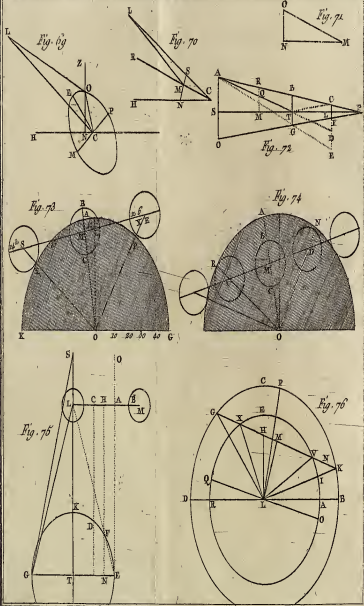 Fig. 69
L
Z
E
O
P
H
N
C
M
Fig. 70
L
R
S
M
H
N
C
Fig. 71
O
N
M
Fig. 72
A
R
B
C
O
S
M
T
L
G
D
E
O
Fig. 73
B
A
S
R
X
O
10 20 30 40
G
Fig. 74
A
N
D
M
O
Fig. 75
S
O
L
C
H
A
B
M
X
D
F
G
T
N
E
Fig. 76
C
P
G
X
E
H
M
V
N
K
Q
I
D
R
L
A
B
O